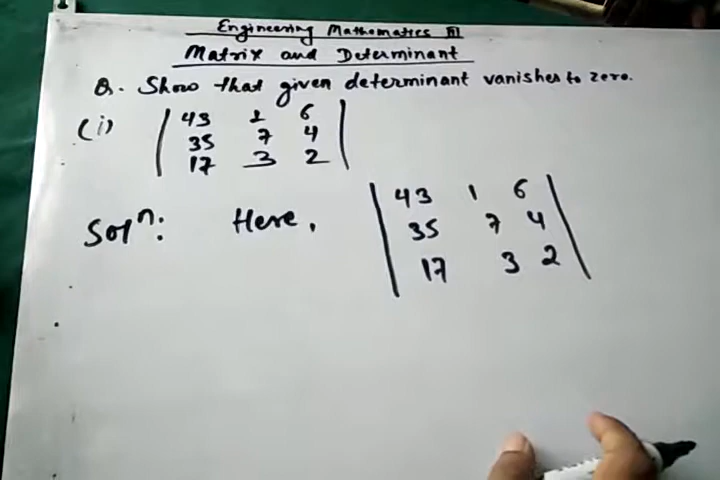 Engineering Mathematics III
Matrix and Determinant
Q. Show that given determinant vanishes to zero.
(i) | 43 1 6 |
| 35 7 4 |
| 17 3 2 |
Solⁿ: Here, | 43 1 6 |
| 35 7 4 |
| 17 3 2 |